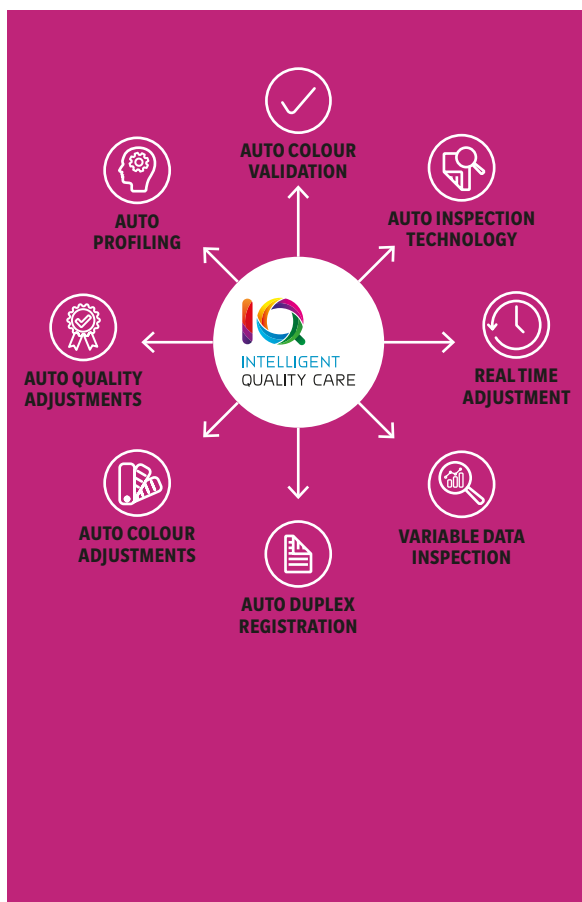 AUTO COLOUR
VALIDATION
AUTO
PROFILING
AUTO INSPECTION
TECHNOLOGY
IQ
INTELLIGENT
QUALITY CARE
AUTO QUALITY
ADJUSTMENTS
REAL TIME
ADJUSTMENT
AUTO COLOUR
ADJUSTMENTS
VARIABLE DATA
INSPECTION
AUTO DUPLEX
REGISTRATION